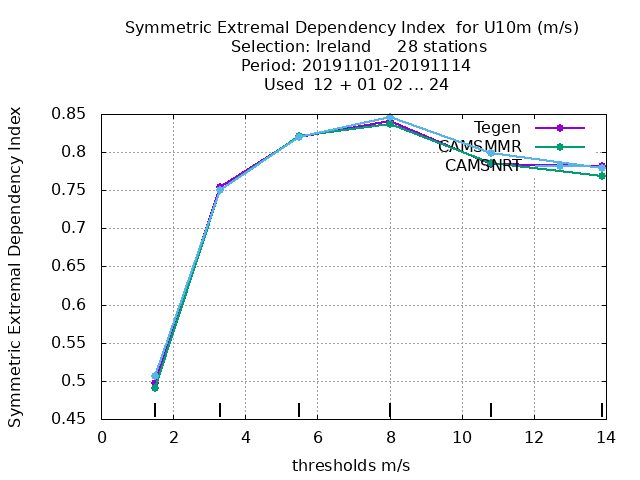 Symmetric Extremal Dependency Index  for U10m (m/s)
Selection: Ireland     28 stations
Period: 20191101-20191114
Used  12 + 01 02 ... 24
Symmetric Extremal Dependency Index
0.85
0.8
0.75
0.7
0.65
0.6
0.55
0.5
0.45
Tegen
CAMSMMR
CAMSNRT
0 2 4 6 8 10 12 14
thresholds m/s